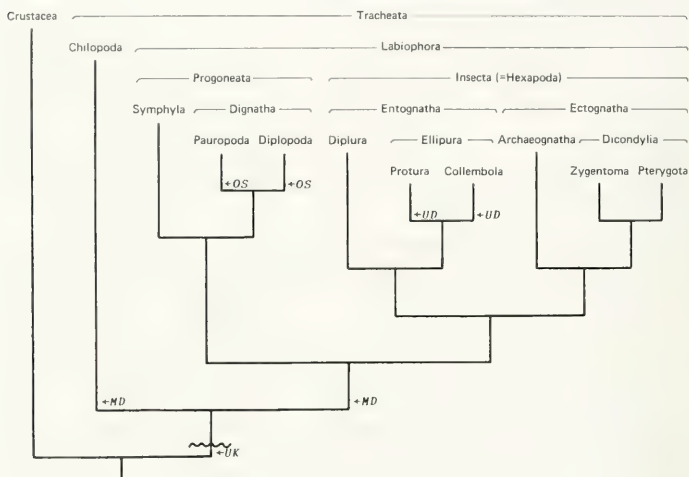 Crustacea Tracheata
Chilopoda Labiophora
Progoneata Insecta (=Hexapoda)
Symphyla Dignatha Entognatha Ectognatha
Pauropoda Diplopoda Diplura Ellipura Archaeognatha Dicondylia
Protura Collembola Zygentoma Pterygota
←OS ←OS
←UD ←UD
←MD ←MD
←UK